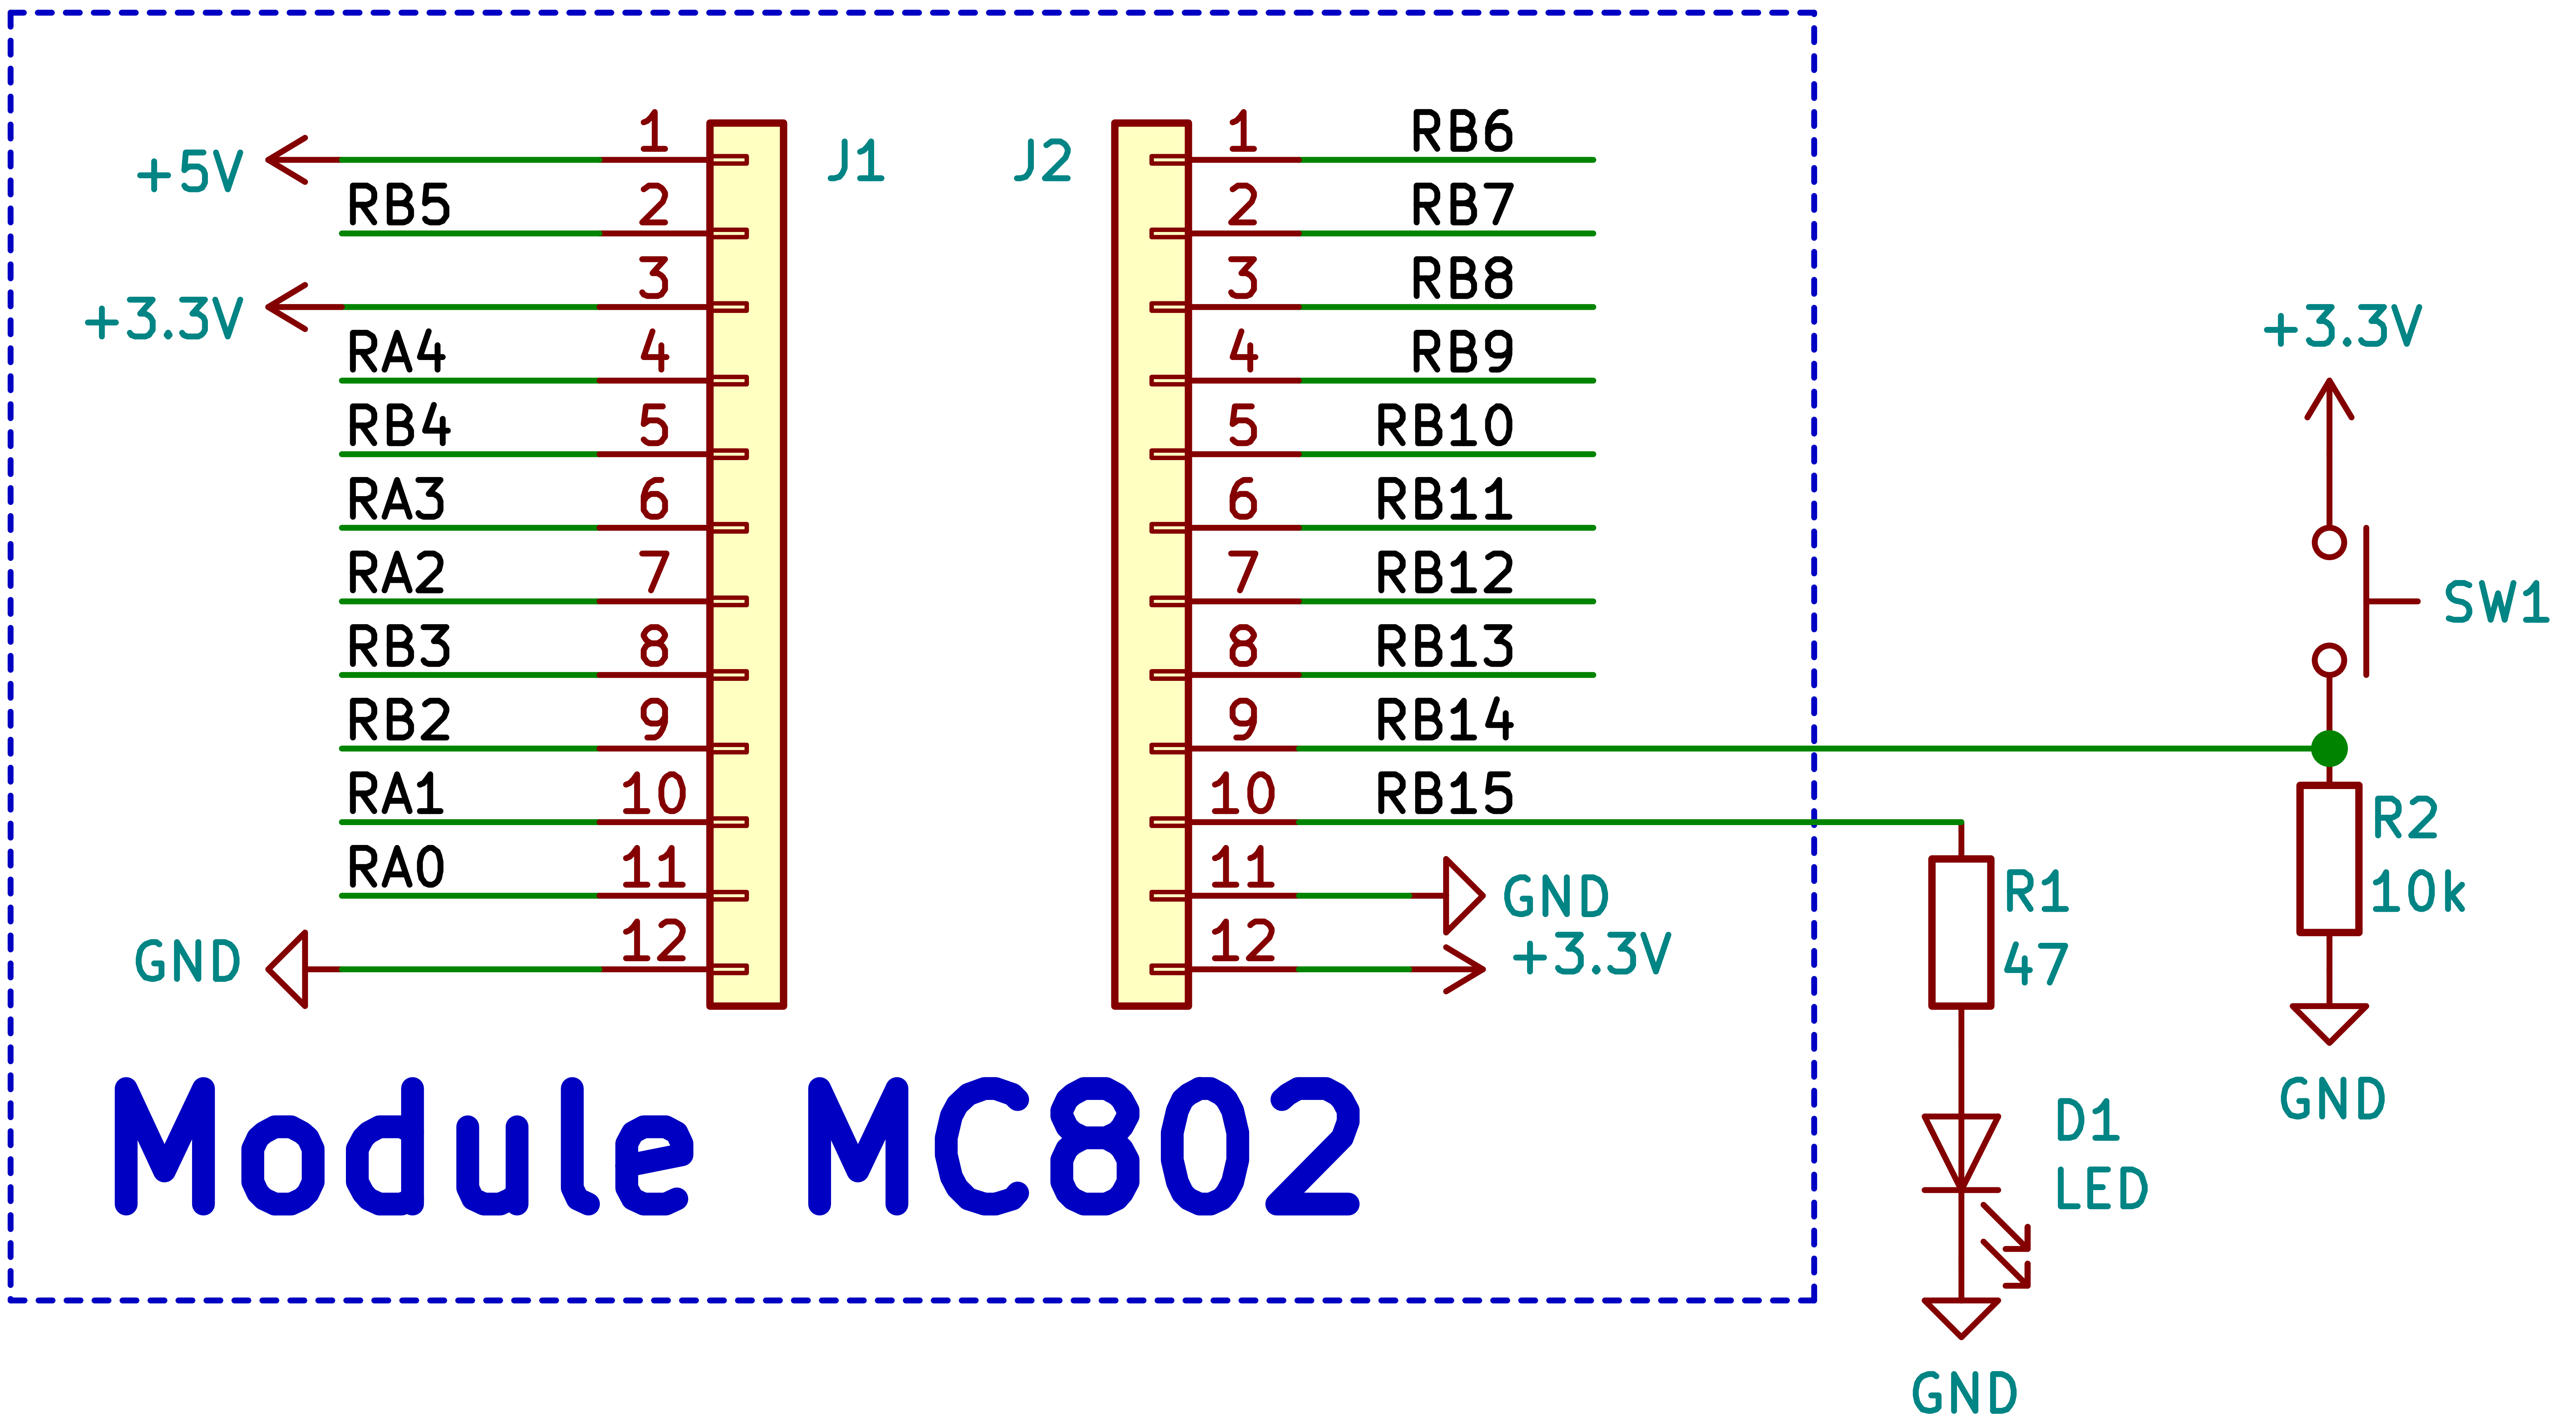 +5V
1
RB5
2
+3.3V
3
RA4
4
RB4
5
RA3
6
RA2
7
RB3
8
RB2
9
RA1
10
RA0
11
GND
12
J1
J2
1
RB6
2
RB7
3
RB8
4
RB9
5
RB10
6
RB11
7
RB12
8
RB13
9
RB14
10
RB15
11
GND
12
+3.3V
Module MC802
R1
47
D1
LED
GND
+3.3V
SW1
R2
10k
GND